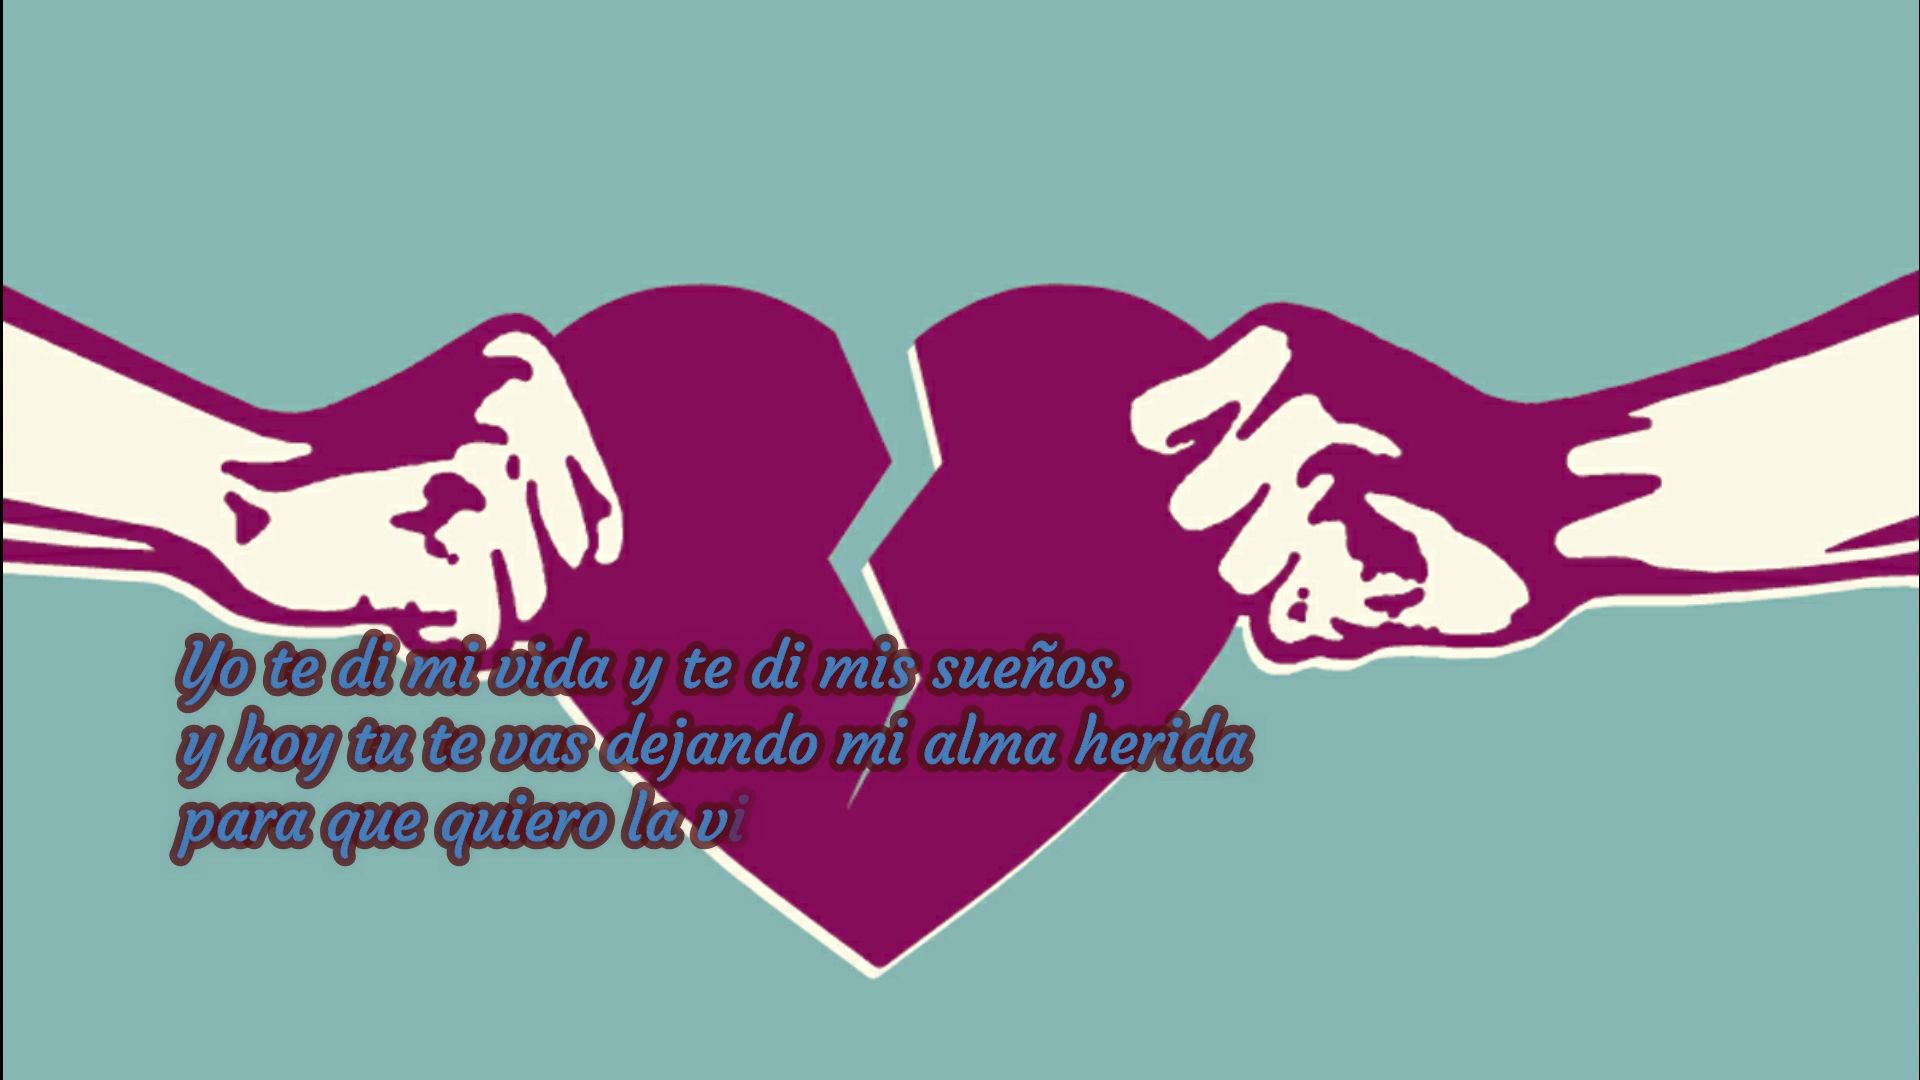 Yo te di mi vida y te di mis sueños,
y hoy tu te vas dejando mi alma herida
para que quiero la vi